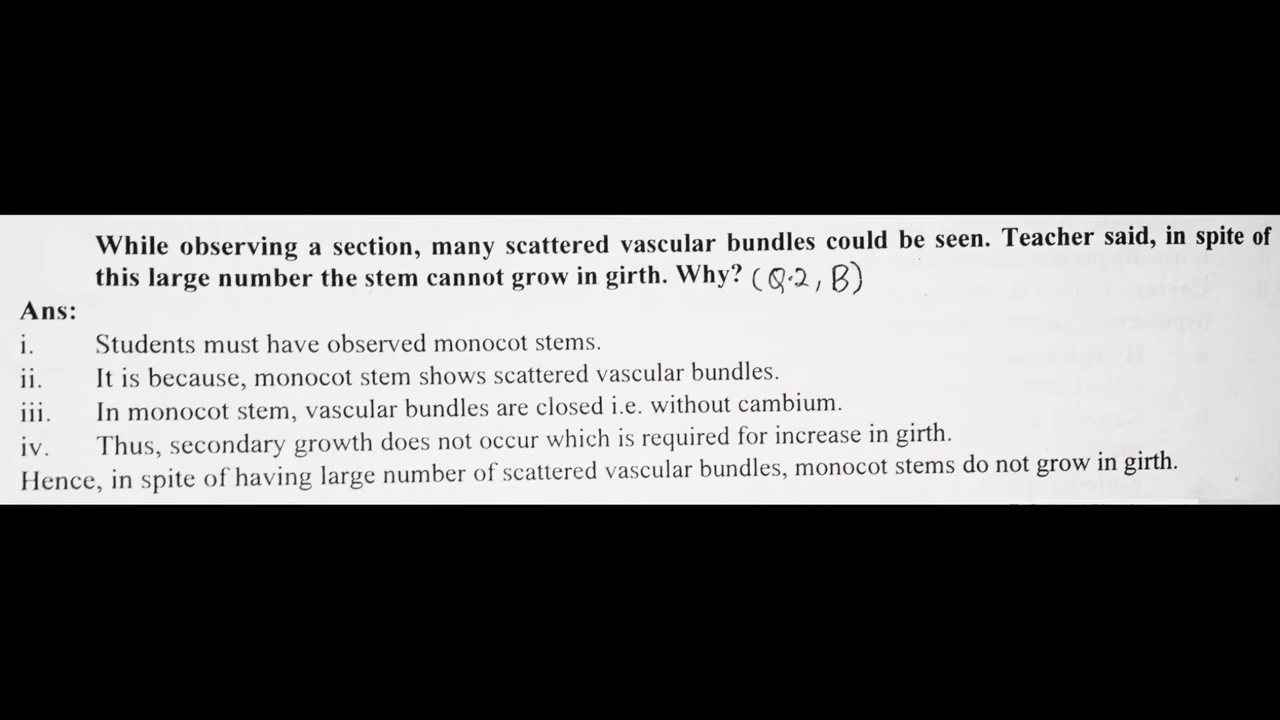 While observing a section, many scattered vascular bundles could be seen. Teacher said, in spite of
this large number the stem cannot grow in girth. Why? (Q.2, B)
Ans:
i. Students must have observed monocot stems.
ii. It is because, monocot stem shows scattered vascular bundles.
iii. In monocot stem, vascular bundles are closed i.e. without cambium.
iv. Thus, secondary growth does not occur which is required for increase in girth.
Hence, in spite of having large number of scattered vascular bundles, monocot stems do not grow in girth.